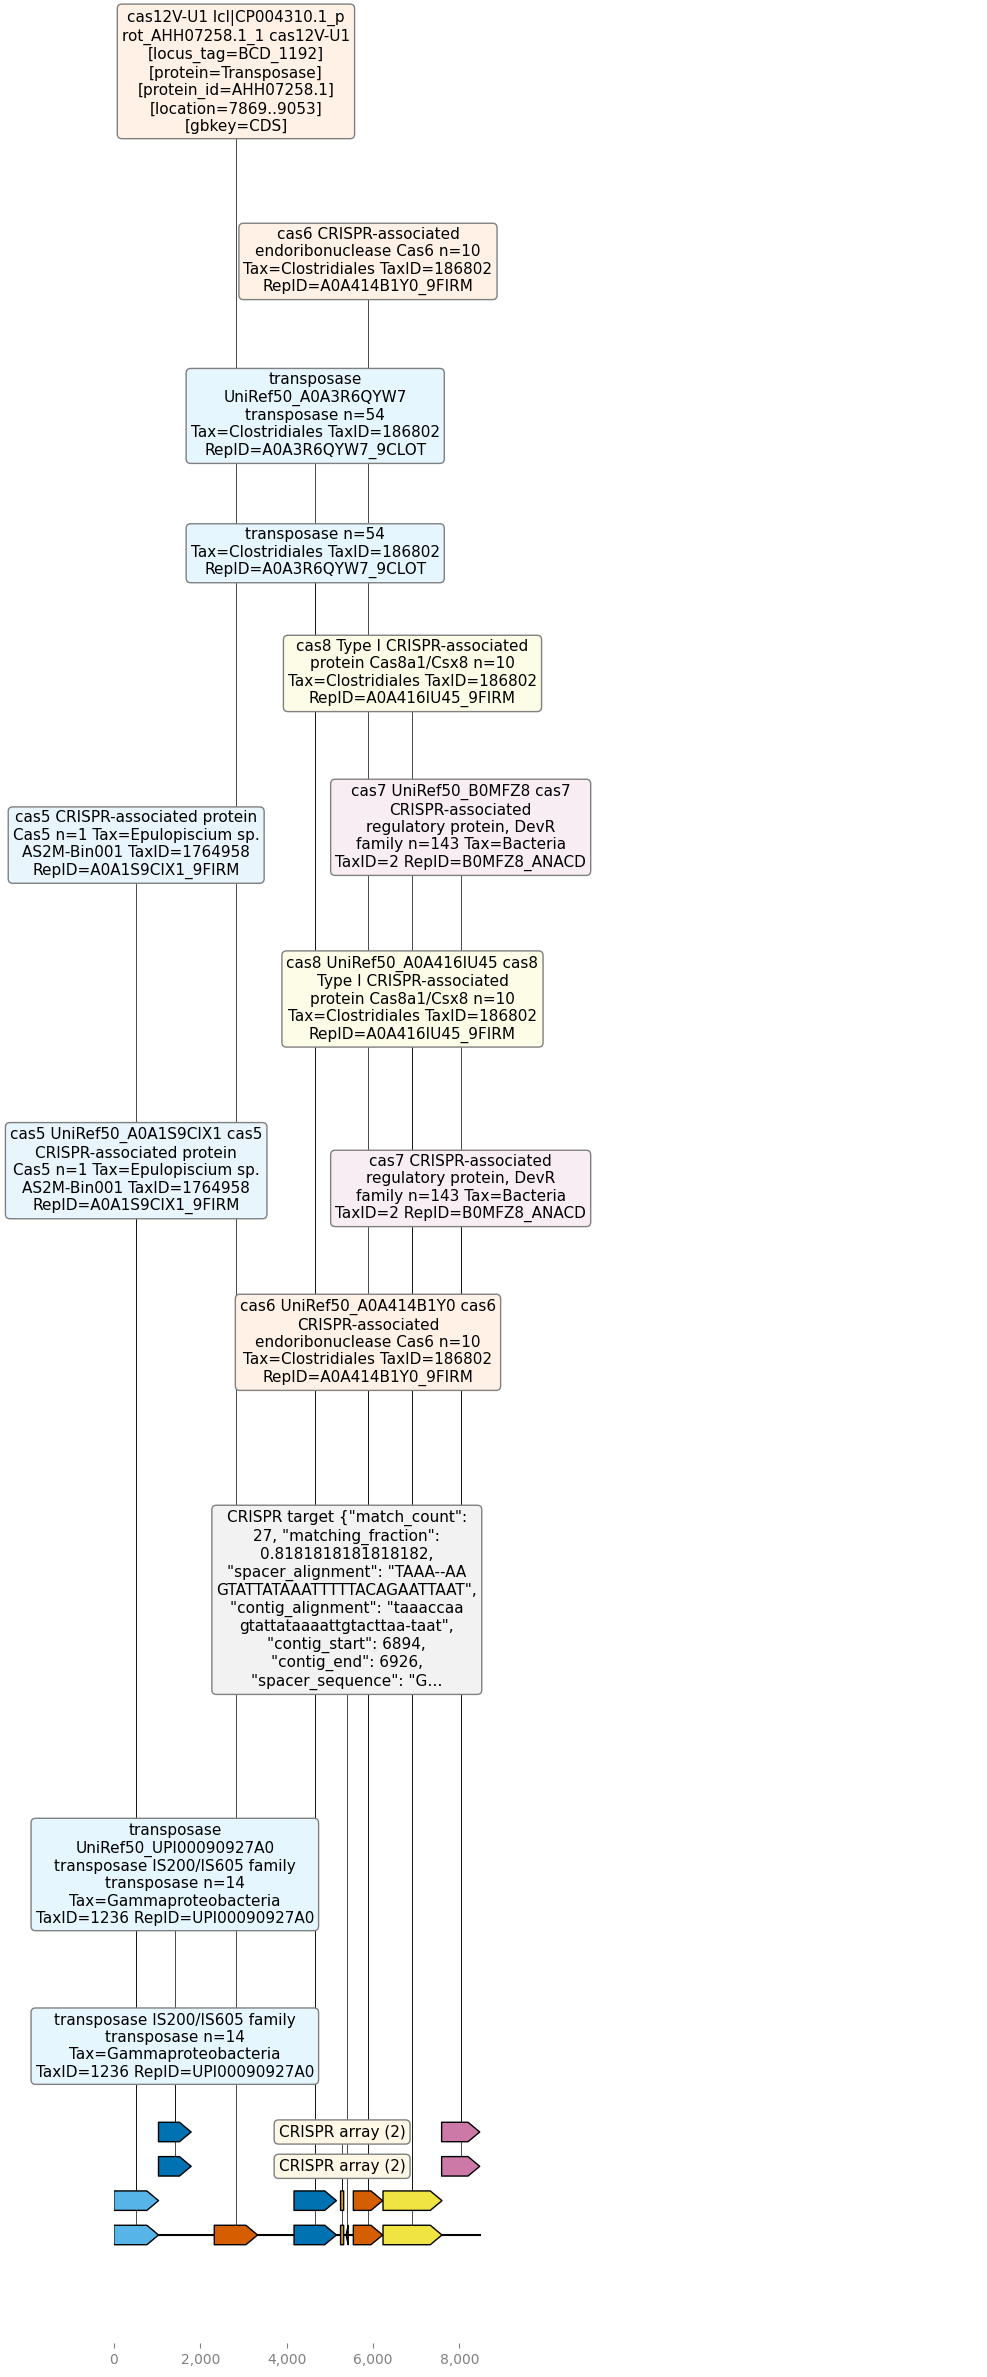 cas12V-U1 lcl|CP004310.1_p
rot_AHH07258.1_1 cas12V-U1
[locus_tag=BCD_1192]
[protein=Transposase]
[protein_id=AHH07258.1]
[location=7869..9053]
[gbkey=CDS]
cas6 CRISPR-associated
endoribonuclease Cas6 n=10
Tax=Clostridiales TaxID=186802
RepID=A0A414B1Y0_9FIRM
transposase
UniRef50_A0A3R6QYW7
transposase n=54
Tax=Clostridiales TaxID=186802
RepID=A0A3R6QYW7_9CLOT
transposase n=54
Tax=Clostridiales TaxID=186802
RepID=A0A3R6QYW7_9CLOT
cas8 Type I CRISPR-associated
protein Cas8a1/Csx8 n=10
Tax=Clostridiales TaxID=186802
RepID=A0A416IU45_9FIRM
cas7 UniRef50_B0MFZ8 cas7
CRISPR-associated
regulatory protein, DevR
family n=143 Tax=Bacteria
TaxID=2 RepID=B0MFZ8_ANACD
cas5 CRISPR-associated protein
Cas5 n=1 Tax=Epulopiscium sp.
AS2M-Bin001 TaxID=1764958
RepID=A0A1S9CIX1_9FIRM
cas8 UniRef50_A0A416IU45 cas8
Type I CRISPR-associated
protein Cas8a1/Csx8 n=10
Tax=Clostridiales TaxID=186802
RepID=A0A416IU45_9FIRM
cas5 UniRef50_A0A1S9CIX1 cas5
CRISPR-associated protein
Cas5 n=1 Tax=Epulopiscium sp.
AS2M-Bin001 TaxID=1764958
RepID=A0A1S9CIX1_9FIRM
cas7 CRISPR-associated
regulatory protein, DevR
family n=143 Tax=Bacteria
TaxID=2 RepID=B0MFZ8_ANACD
cas6 UniRef50_A0A414B1Y0 cas6
CRISPR-associated
endoribonuclease Cas6 n=10
Tax=Clostridiales TaxID=186802
RepID=A0A414B1Y0_9FIRM
CRISPR target {"match_count":
27, "matching_fraction":
0.8181818181818182,
"spacer_alignment": "TAAA--AA
GTATTATAAATTTTTACAGAATTAAT",
"contig_alignment": "taaaccaa
gtattataaaattgtacttaa-taat",
"contig_start": 6894,
"contig_end": 6926,
"spacer_sequence": "G...
transposase
UniRef50_UPI00090927A0
transposase IS200/IS605 family
transposase n=14
Tax=Gammaproteobacteria
TaxID=1236 RepID=UPI00090927A0
transposase IS200/IS605 family
transposase n=14
Tax=Gammaproteobacteria
TaxID=1236 RepID=UPI00090927A0
CRISPR array (2)
CRISPR array (2)
0 2,000 4,000 6,000 8,000